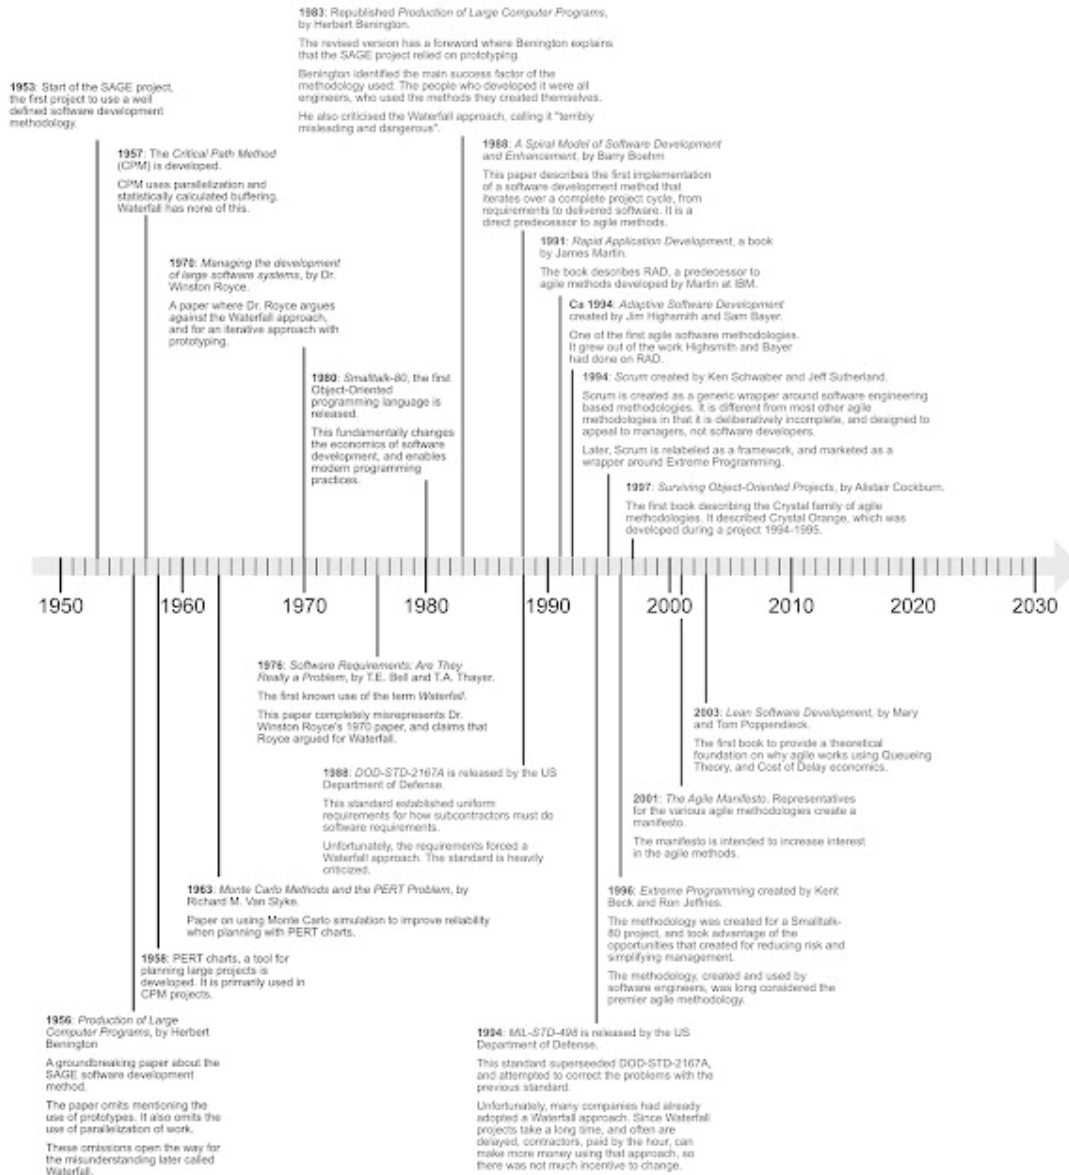 1983: Republished Production of Large Computer Programs,
by Herbert Benington.
The revised version has a foreword where Benington explains
that the SAGE project relied on prototyping
Benington identified the main success factor of the
methodology used: The people who developed it were all
engineers, who used the methods they created themselves.
He also criticised the Waterfall approach, calling it "terribly
misleading and dangerous".
1953: Start of the SAGE project,
the first project to use a well
defined software development
methodology.
1957: The Critical Path Method
(CPM) is developed.
CPM uses parallelization and
statistically calculated buffering.
Waterfall has none of this.
1988: A Spiral Model of Software Development
and Enhancement, by Barry Boehm
This paper describes the first implementation
of a software development method that
iterates over a complete project cycle, from
requirements to delivered software. It is a
direct predecessor to agile methods.
1970: Managing the development
of large software systems, by Dr.
Winston Royce.
A paper where Dr. Royce argues
against the Waterfall approach,
and for an iterative approach with
prototyping.
1991: Rapid Application Development, a book
by James Martin.
The book describes RAD, a predecessor to
agile methods developed by Martin at IBM.
Ca 1994: Adaptive Software Development
created by Jim Highsmith and Sam Bayer.
One of the first agile software methodologies.
It grew out of the work Highsmith and Bayer
had done on RAD.
1980: Smalltalk-80, the first
Object-Oriented
programming language is
released.
This fundamentally changes
the economics of software
development, and enables
modern programming
practices.
1994: Scrum created by Ken Schwaber and Jeff Sutherland.
Scrum is created as a generic wrapper around software engineering
based methodologies. It is different from most other agile
methodologies in that it is deliberatively incomplete, and designed to
appeal to managers, not software developers.
Later, Scrum is relabeled as a framework, and marketed as a
wrapper around Extreme Programming.
1997: Surviving Object-Oriented Projects, by Alistair Cockburn.
The first book describing the Crystal family of agile
methodologies. It described Crystal Orange, which was
developed during a project 1994-1995.
1950 1960 1970 1980 1990 2000 2010 2020 2030
1976: Software Requirements: Are They
Really a Problem, by T.E. Bell and T.A. Thayer.
The first known use of the term Waterfall.
This paper completely misrepresents Dr.
Winston Royce's 1970 paper, and claims that
Royce argued for Waterfall.
2003: Lean Software Development, by Mary
and Tom Poppendieck.
The first book to provide a theoretical
foundation on why agile works using Queueing
Theory, and Cost of Delay economics.
1988: DOD-STD-2167A is released by the US
Department of Defense.
This standard established uniform
requirements for how subcontractors must do
software requirements.
Unfortunately, the requirements forced a
Waterfall approach. The standard is heavily
criticized.
2001: The Agile Manifesto. Representatives
for the various agile methodologies create a
manifesto.
The manifesto is intended to increase interest
in the agile methods.
1963: Monte Carlo Methods and the PERT Problem, by
Richard M. Van Slyke.
Paper on using Monte Carlo simulation to improve reliability
when planning with PERT charts.
1996: Extreme Programming created by Kent
Beck and Ron Jeffries.
The methodology was created for a Smalltalk-
80 project, and took advantage of the
opportunities that created for reducing risk and
simplifying management.
The methodology, created and used by
software engineers, was long considered the
premier agile methodology.
1958: PERT charts, a tool for
planning large projects is
developed. It is primarily used in
CPM projects.
1956: Production of Large
Computer Programs, by Herbert
Benington
A groundbreaking paper about the
SAGE software development
method.
The paper omits mentioning the
use of prototypes. It also omits the
use of parallelization of work.
These omissions open the way for
the misunderstanding later called
Waterfall.
1994: MIL-STD-498 is released by the US
Department of Defense.
This standard superseeded DOD-STD-2167A,
and attempted to correct the problems with the
previous standard.
Unfortunately, many companies had already
adopted a Waterfall approach. Since Waterfall
projects take a long time, and often are
delayed, contractors, paid by the hour, can
make more money using that approach, so
there was not much incentive to change.